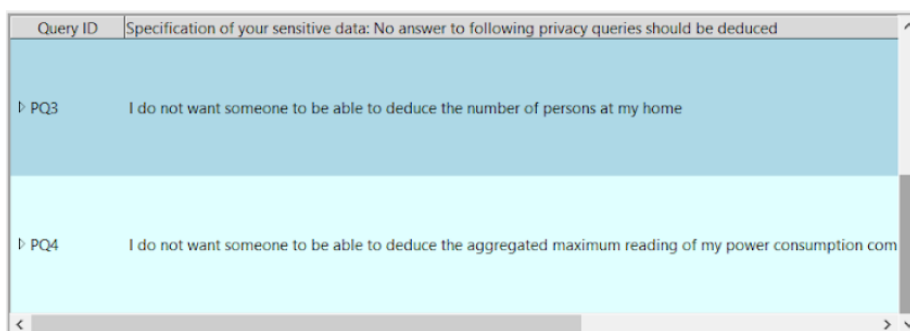 Query ID Specification of your sensitive data: No answer to following privacy queries should be deduced
PQ3 I do not want someone to be able to deduce the number of persons at my home
PQ4 I do not want someone to be able to deduce the aggregated maximum reading of my power consumption com